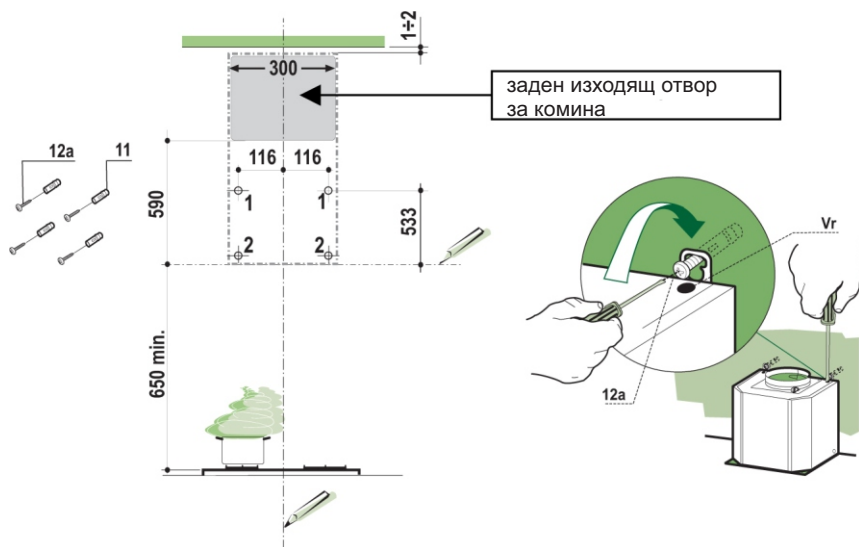 1÷2
300
заден изходящ отвор
за комина
12a
11
116
116
590
1
1
533
2
2
Vr
650 min.
12a